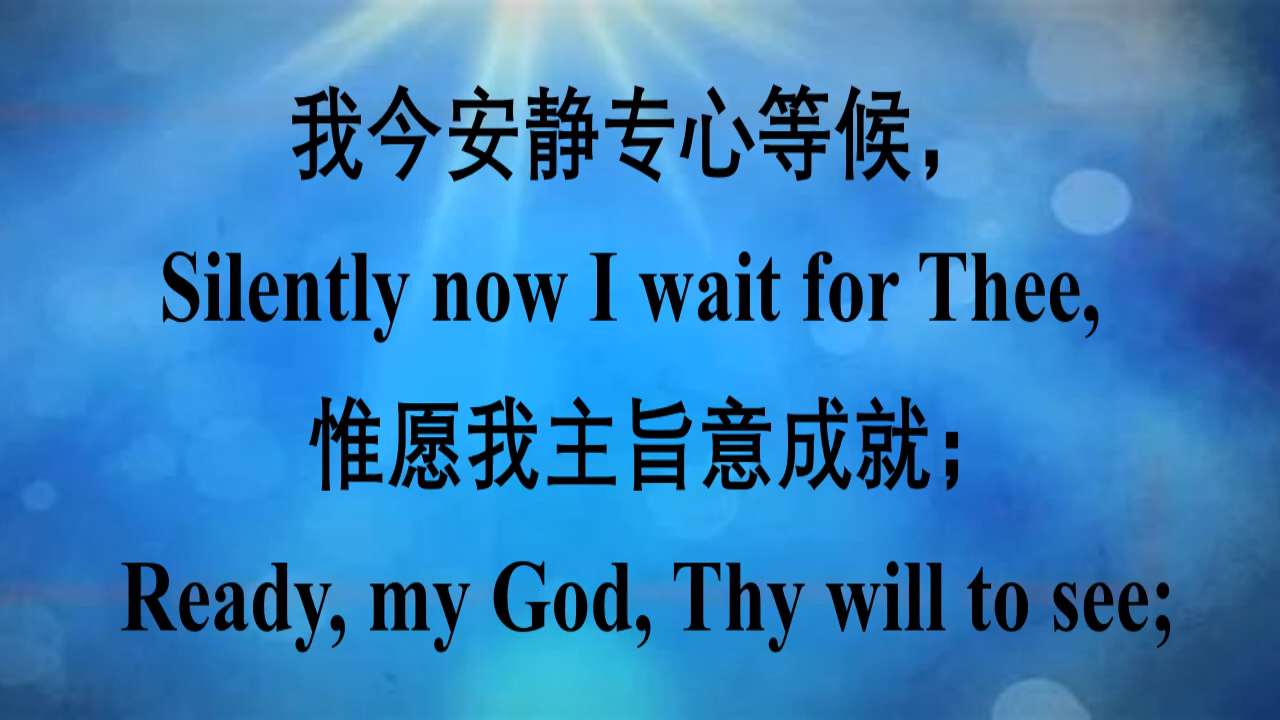 我今安静专心等候，
Silently now I wait for Thee,
惟愿我主旨意成就；
Ready, my God, Thy will to see;